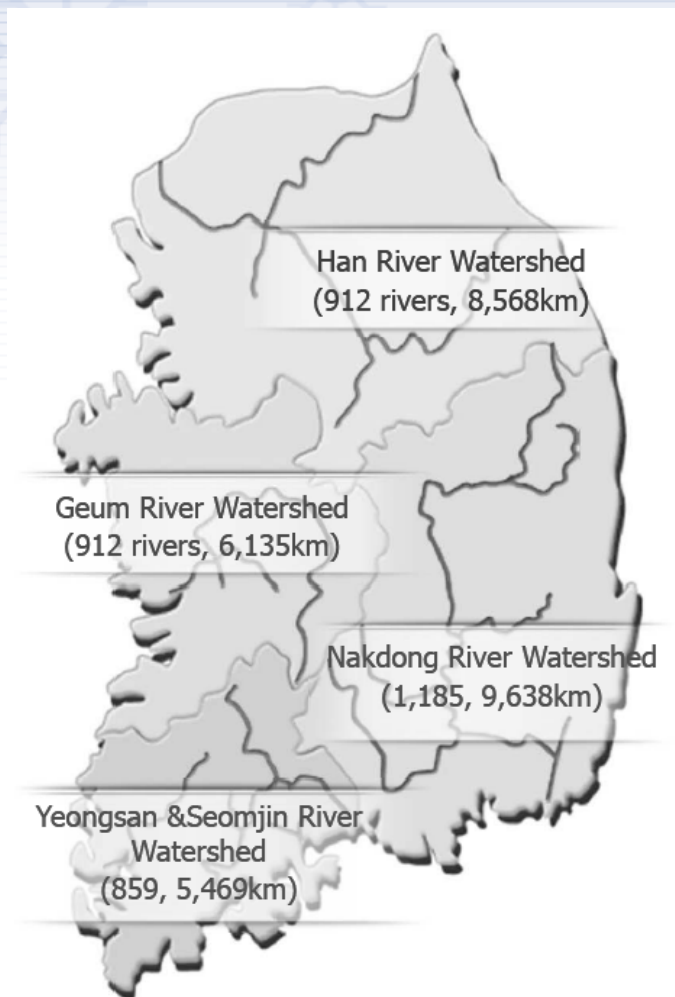 Han River Watershed
(912 rivers, 8,568km)
Geum River Watershed
(912 rivers, 6,135km)
Nakdong River Watershed
(1,185, 9,638km)
Yeongsan &Seomjin River
Watershed
(859, 5,469km)